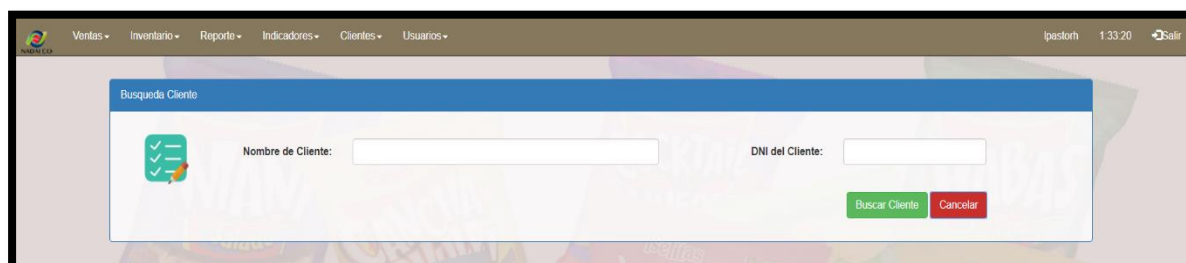 NADAFCO Ventas Inventario Reporte Indicadores Clientes Usuarios lpastorh 1:33:20 Salir
Busqueda Cliente
Nombre de Cliente: DNI del Cliente:
Buscar Cliente Cancelar